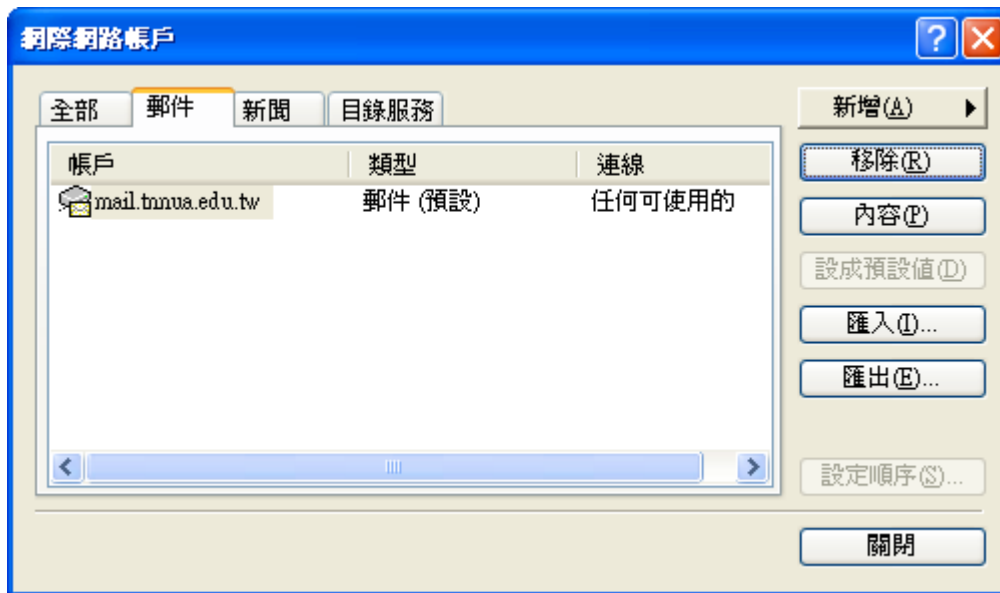 網際網路帳戶
全部 郵件 新聞 目錄服務
帳戶 類型 連線
mail.tnnua.edu.tw 郵件 (預設) 任何可使用的
新增(A)
移除(R)
內容(P)
設成預設值(D)
匯入(I)...
匯出(E)...
設定順序(S)...
關閉